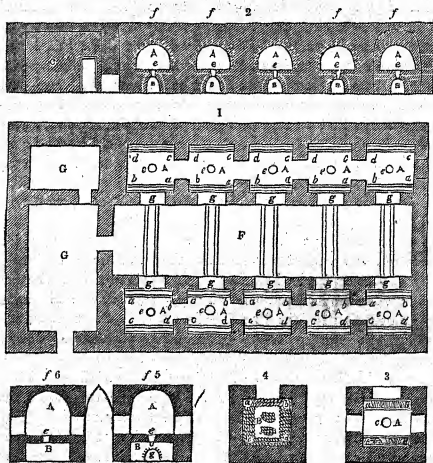 f f 2 f f
S A e B A e B A e B A e B A e B
1
d c d c d c d c d c
G e A e A e A e A e A
b a b e b a b a b a
g g g g g
G F
g g g g g
a b a b a b a b a b
e A e A e A e A e A
c d c d c d c d c d
f 6 f 5 4 3
A A
e e c A
B B g